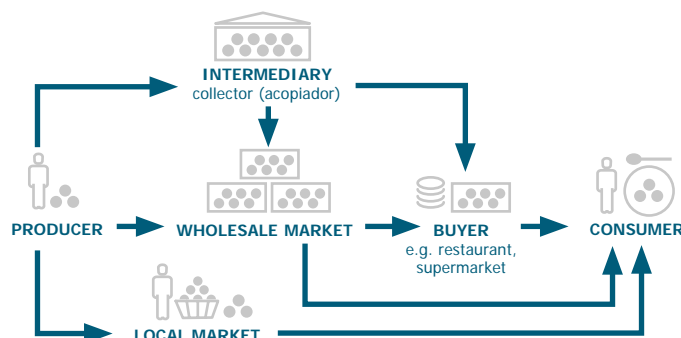 INTERMEDIARY
collector (acopiador)
PRODUCER
WHOLESALE MARKET
BUYER
e.g. restaurant,
supermarket
CONSUMER
LOCAL MARKET